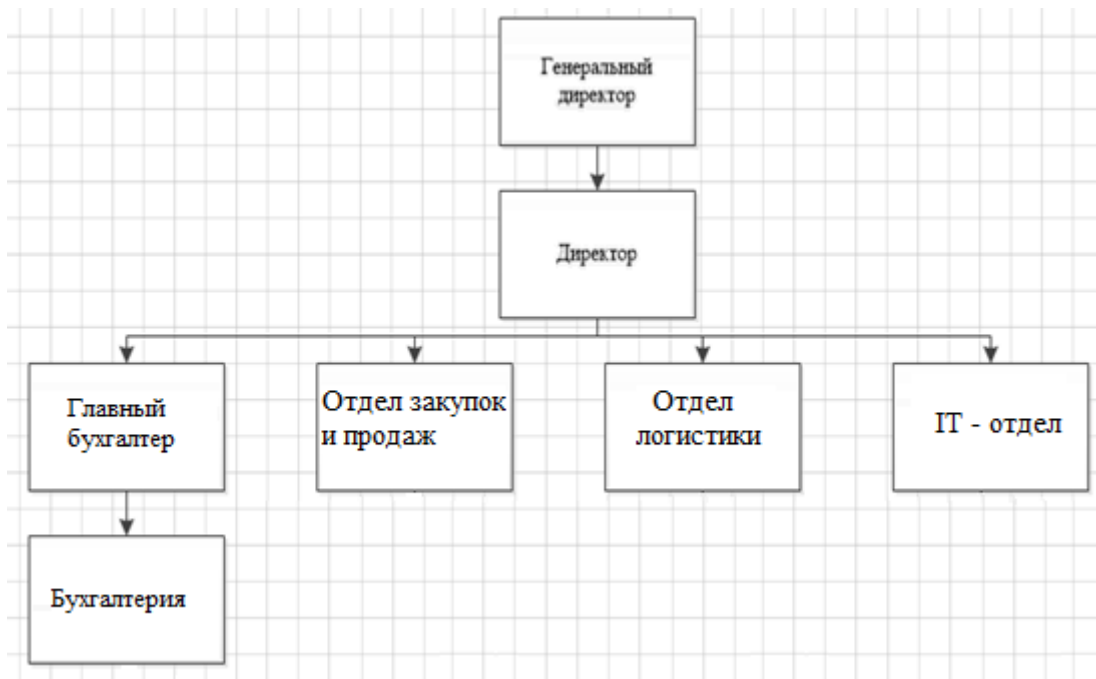 Генеральный
директор
Директор
Главный
бухгалтер
Отдел закупок
и продаж
Отдел
логистики
IT - отдел
Бухгалтерия